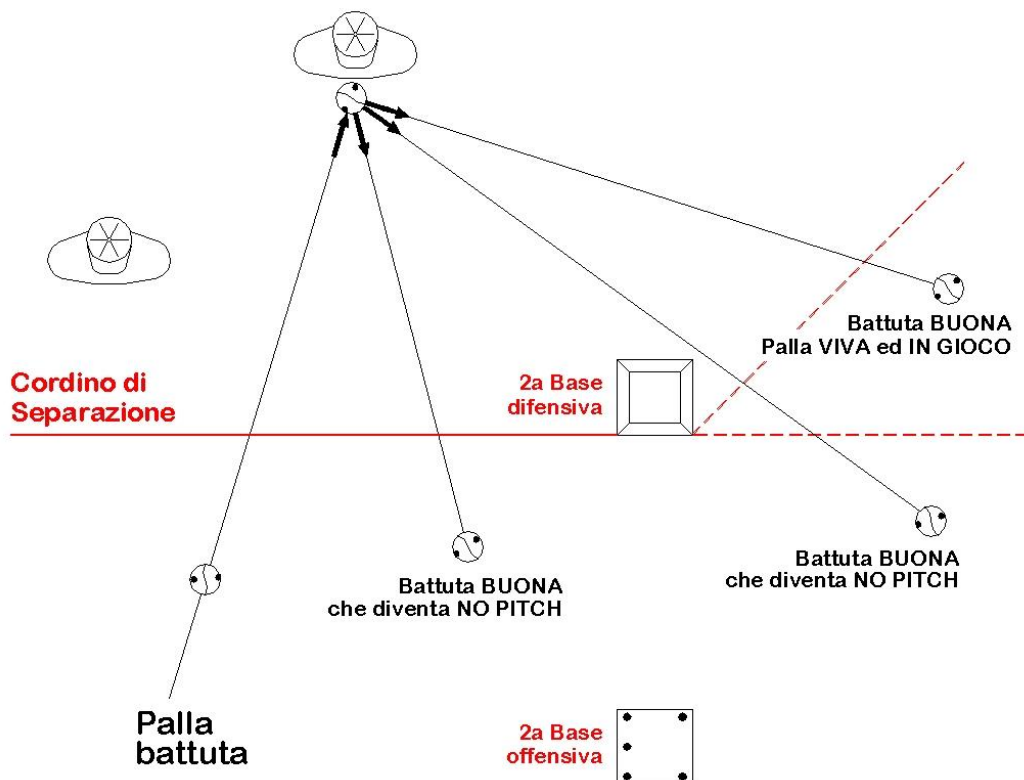 Battuta BUONA
Palla VIVA ed IN GIOCO
Cordino di
Separazione
2a Base
difensiva
Battuta BUONA
che diventa NO PITCH
Battuta BUONA
che diventa NO PITCH
Palla
battuta
2a Base
offensiva